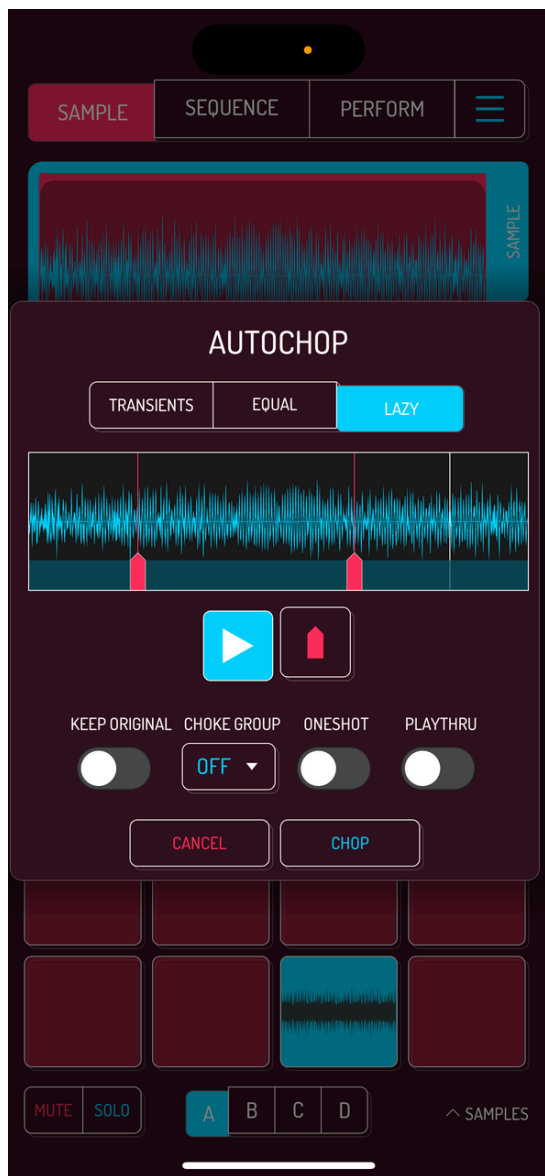 SAMPLE SEQUENCE PERFORM
SAMPLE
AUTOCHOP
TRANSIENTS EQUAL LAZY
KEEP ORIGINAL CHOKE GROUP ONESHOT PLAYTHRU
OFF
CANCEL CHOP
MUTE SOLO A B C D SAMPLES